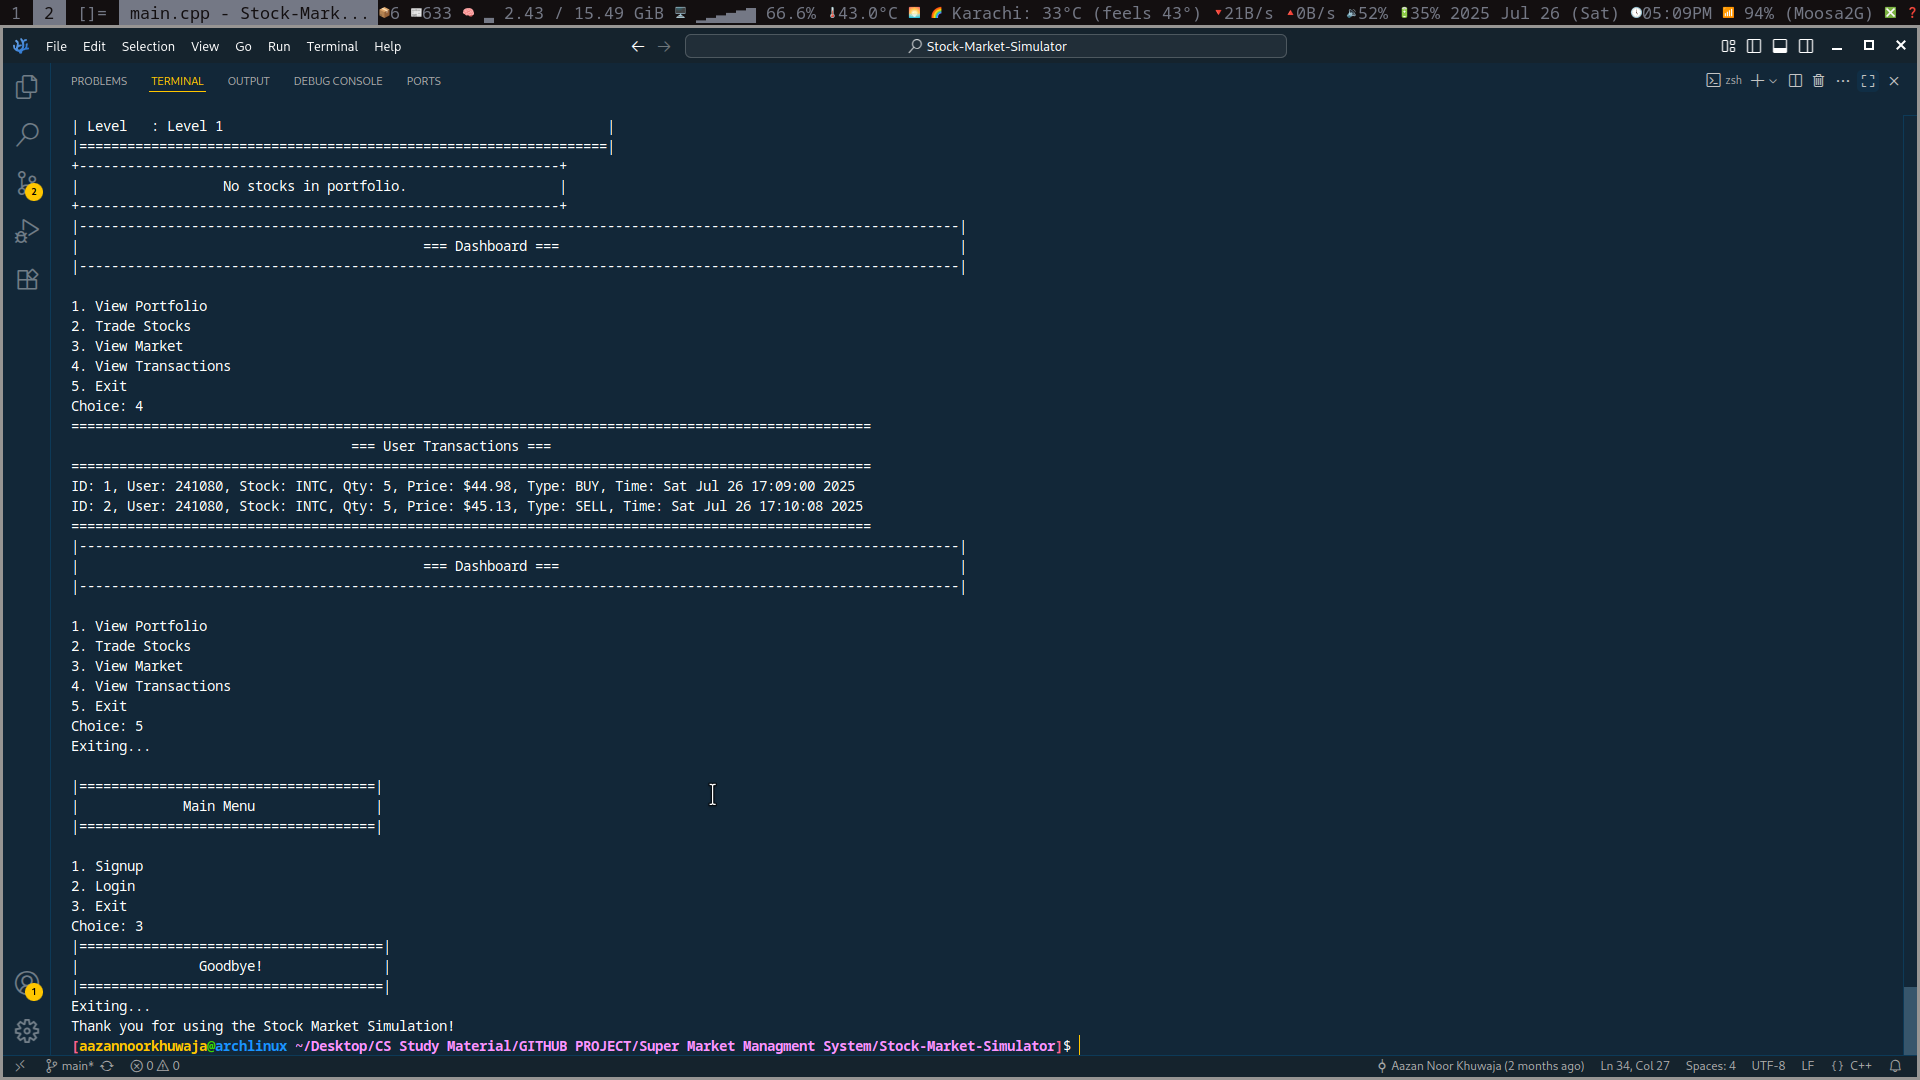 1 2 []= main.cpp - Stock-Mark... 6 633 2.43 / 15.49 GiB 66.6% 43.0°C Karachi: 33°C (feels 43°) 21B/s 0B/s 52% 35% 2025 Jul 26 (Sat) 05:09PM 94% (Moosa2G)
File Edit Selection View Go Run Terminal Help Stock-Market-Simulator
PROBLEMS TERMINAL OUTPUT DEBUG CONSOLE PORTS zsh
| Level   : Level 1 |
|==================================================================|
+------------------------------------------------------------+
| No stocks in portfolio. |
+------------------------------------------------------------+
|--------------------------------------------------------------------------------------------------------------|
| === Dashboard === |
|--------------------------------------------------------------------------------------------------------------|
1. View Portfolio
2. Trade Stocks
3. View Market
4. View Transactions
5. Exit
Choice: 4
====================================================================================================
=== User Transactions ===
====================================================================================================
ID: 1, User: 241080, Stock: INTC, Qty: 5, Price: $44.98, Type: BUY, Time: Sat Jul 26 17:09:00 2025
ID: 2, User: 241080, Stock: INTC, Qty: 5, Price: $45.13, Type: SELL, Time: Sat Jul 26 17:10:08 2025
====================================================================================================
|--------------------------------------------------------------------------------------------------------------|
| === Dashboard === |
|--------------------------------------------------------------------------------------------------------------|
1. View Portfolio
2. Trade Stocks
3. View Market
4. View Transactions
5. Exit
Choice: 5
Exiting...
|=====================================|
| Main Menu |
|=====================================|
1. Signup
2. Login
3. Exit
Choice: 3
|======================================|
| Goodbye! |
|======================================|
Exiting...
Thank you for using the Stock Market Simulation!
[aazannoorkhuwaja@archlinux ~/Desktop/CS Study Material/GITHUB PROJECT/Super Market Managment System/Stock-Market-Simulator]$
2
1
main* 0 0 Aazan Noor Khuwaja (2 months ago) Ln 34, Col 27 Spaces: 4 UTF-8 LF {} C++